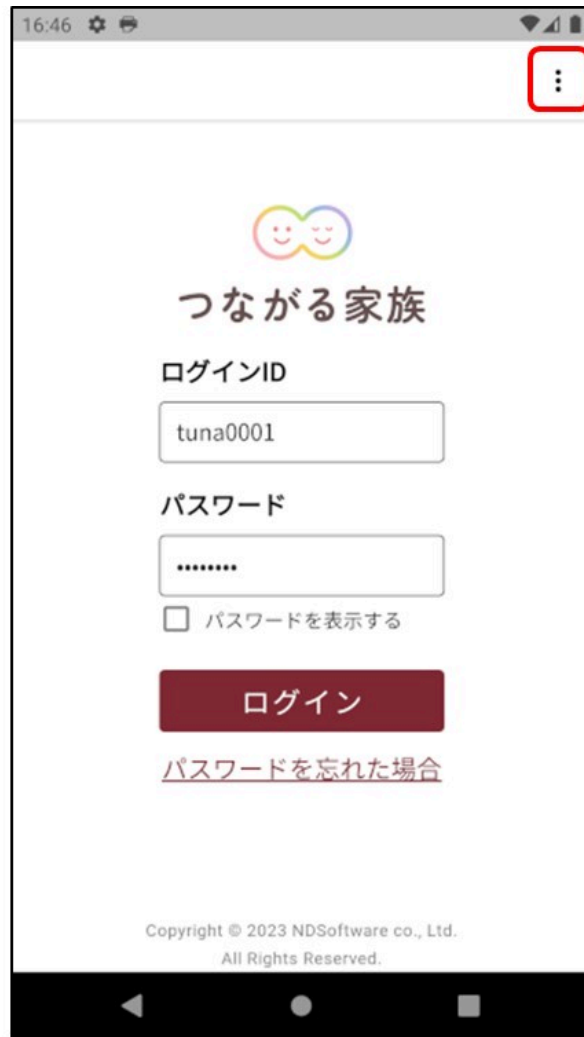 16:46
つながる家族
ログインID
tuna0001
パスワード
••••••••
パスワードを表示する
ログイン
パスワードを忘れた場合
Copyright © 2023 NDSoftware co., Ltd.
All Rights Reserved.